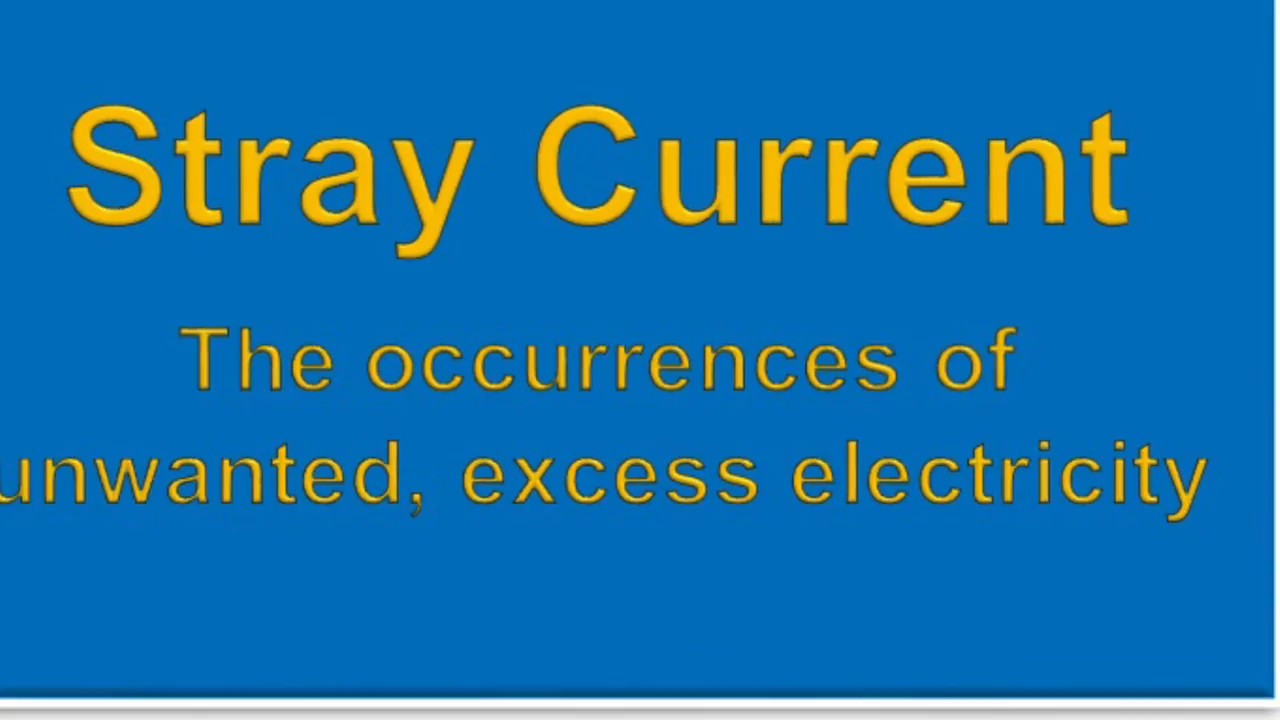 Stray Current
The occurrences of
unwanted, excess electricity